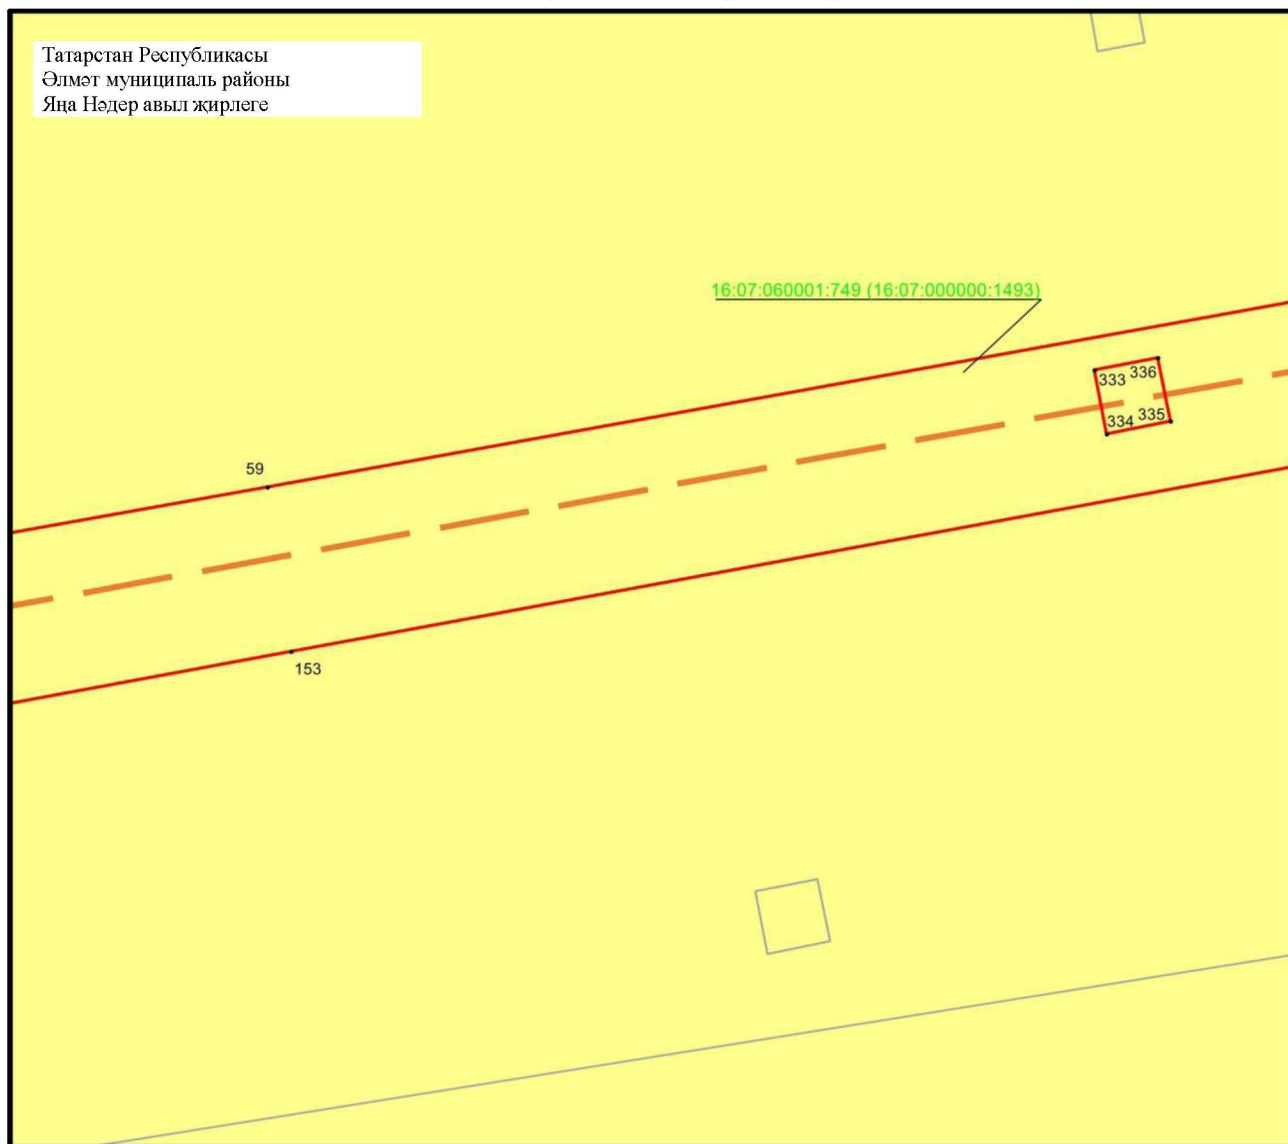 Татарстан Республикасы
Әлмәт муниципаль районы
Яңа Нәдер авыл җирлеге
16:07:060001:749 (16:07:000000:1493)
333 336
334 335
59
153